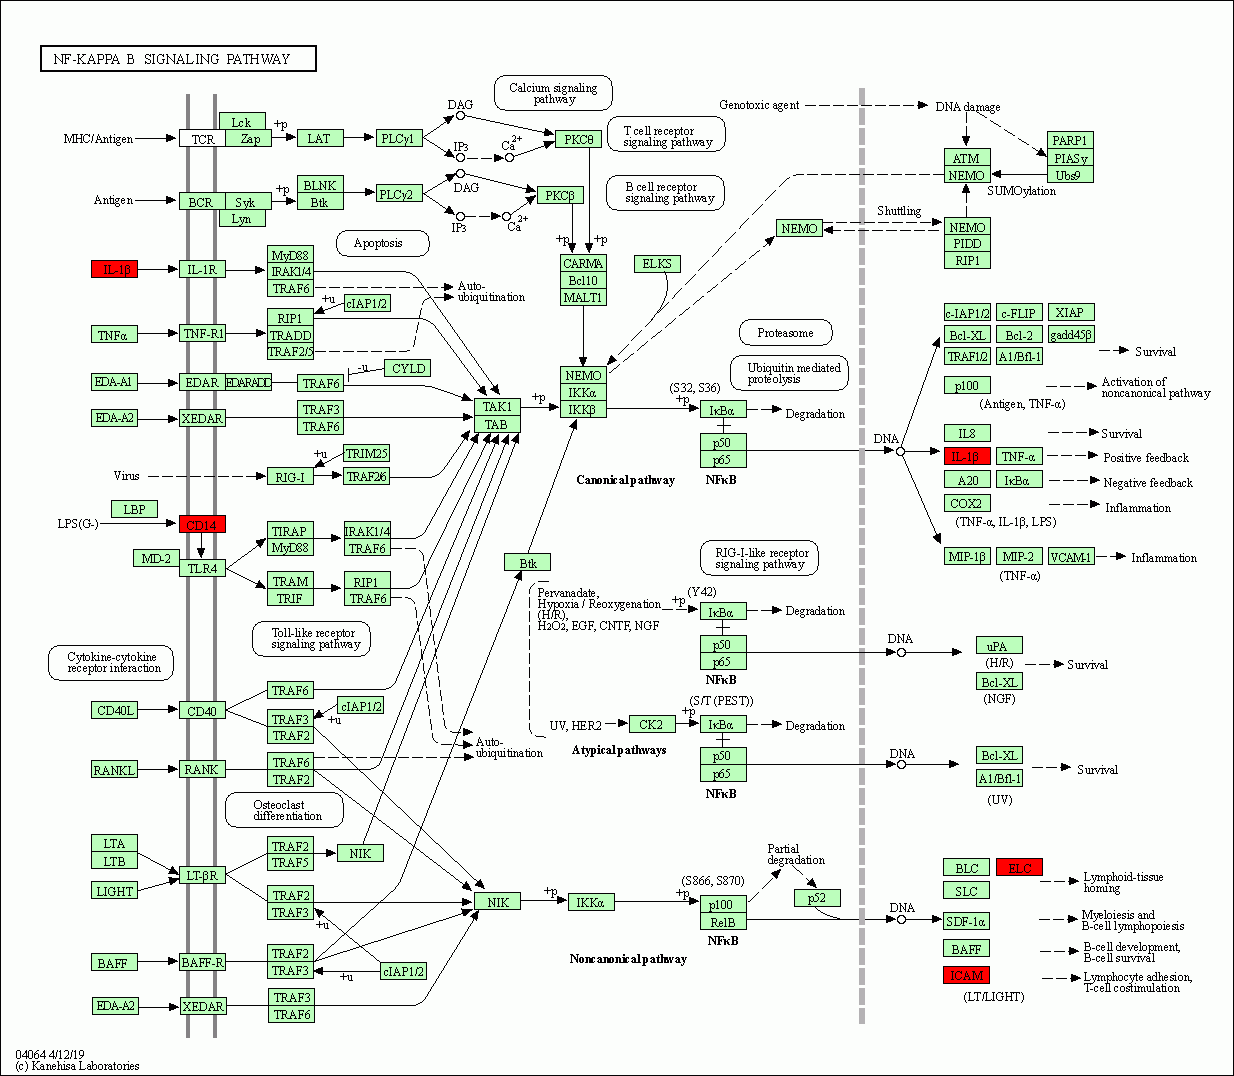 NF-KAPPA B SIGNALING PATHWAY
MHC/Antigen
TCR
Lck
Zap
+p
LAT
PLCγ1
DAG
IP3
Ca2+
PKCθ
Calcium signaling
pathway
T cell receptor
signaling pathway
Genotoxic agent
DNA damage
ATM
NEMO
PARP1
PIASy
Ubs9
SUMOylation
Antigen
BCR
Syk
Lyn
+p
BLNK
Btk
PLCγ2
DAG
IP3
Ca2+
PKCβ
B cell receptor
signaling pathway
Shuttling
NEMO
NEMO
PIDD
RIP1
Apoptosis
+p
+p
CARMA
Bcl10
MALT1
ELKS
IL-1β
IL-1R
MyD88
IRAK1/4
TRAF6
Auto-
ubiquitination
+u
cIAP1/2
TNFα
TNF-R1
RIP1
TRADD
TRAF2/5
Proteasome
Ubiquitin mediated
proteolysis
c-IAP1/2
c-FLIP
XIAP
Bcl-XL
Bcl-2
gadd45β
TRAF1/2
A1/Bfl-1
Survival
EDA-A1
EDAR
EDARADD
TRAF6
-u
CYLD
NEMO
IKKα
IKKβ
(S32, S36)
+p
IκBα
Degradation
p100
Activation of
noncanonical pathway
(Antigen, TNF-α)
EDA-A2
XEDAR
TRAF3
TRAF6
TAK1
TAB
+p
p50
p65
NFκB
Canonical pathway
DNA
IL8
Survival
IL-1β
TNF-α
Positive feedback
A20
IκBα
Negative feedback
COX2
Inflammation
(TNF-α, IL-1β, LPS)
Virus
RIG-I
+u
TRIM25
TRAF2/6
LBP
LPS(G-)
CD14
MD-2
TLR4
TIRAP
MyD88
IRAK1/4
TRAF6
TRAM
TRIF
RIP1
TRAF6
Btk
RIG-I-like receptor
signaling pathway
MIP-1β
MIP-2
VCAM-1
Inflammation
(TNF-α)
Pervanadate,
Hypoxia / Reoxygenation
(H/R),
H2O2, EGF, CNTF, NGF
+p
(Y42)
IκBα
Degradation
p50
p65
NFκB
DNA
uPA
(H/R)
Bcl-XL
(NGF)
Survival
Toll-like receptor
signaling pathway
Cytokine-cytokine
receptor interaction
CD40L
CD40
TRAF6
TRAF3
TRAF2
+u
cIAP1/2
Auto-
ubiquitination
UV, HER2
CK2
+p
(S/T (PEST))
IκBα
Degradation
p50
p65
NFκB
Atypical pathways
DNA
Bcl-XL
A1/Bfl-1
(UV)
Survival
RANKL
RANK
TRAF6
TRAF2
Osteoclast
differentiation
LTA
LTB
LIGHT
LT-βR
TRAF2
TRAF5
NIK
TRAF2
TRAF3
+u
NIK
+p
IKKα
+p
(S866, S870)
p100
RelB
NFκB
Partial
degradation
p52
DNA
BLC
ELC
SLC
Lymphoid-tissue
homing
SDF-1α
Myeloiesis and
B-cell lymphopoiesis
BAFF
B-cell development,
B-cell survival
ICAM
Lymphocyte adhesion,
T-cell costimulation
(LT/LIGHT)
BAFF
BAFF-R
TRAF2
TRAF3
+u
cIAP1/2
Noncanonical pathway
EDA-A2
XEDAR
TRAF3
TRAF6
04064 4/12/19
(c) Kanehisa Laboratories